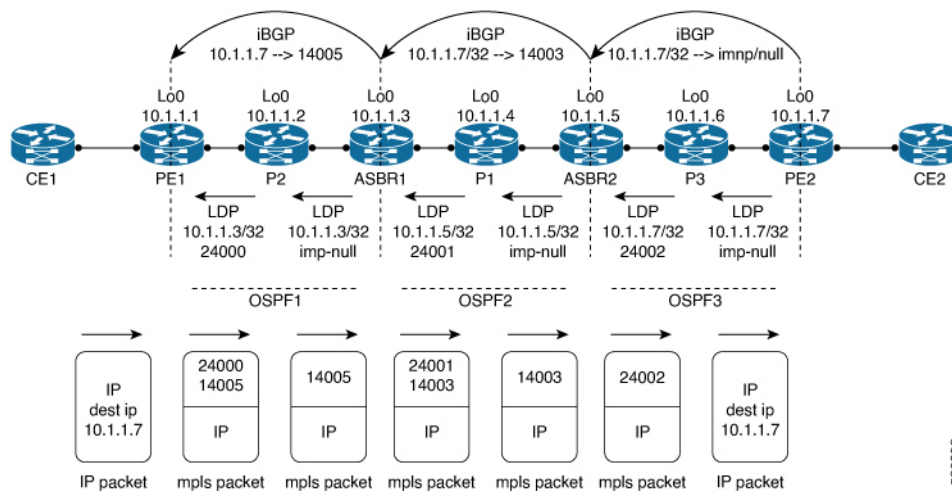 iBGP
10.1.1.7 --> 14005
iBGP
10.1.1.7/32 --> 14003
iBGP
10.1.1.7/32 --> imnp/null
Lo0
10.1.1.1
Lo0
10.1.1.2
Lo0
10.1.1.3
Lo0
10.1.1.4
Lo0
10.1.1.5
Lo0
10.1.1.6
Lo0
10.1.1.7
CE1
PE1
P2
ASBR1
P1
ASBR2
P3
PE2
CE2
LDP
10.1.1.3/32
24000
LDP
10.1.1.3/32
imp-null
LDP
10.1.1.5/32
24001
LDP
10.1.1.5/32
imp-null
LDP
10.1.1.7/32
24002
LDP
10.1.1.7/32
imp-null
OSPF1
OSPF2
OSPF3
IP
dest ip
10.1.1.7
IP packet
24000
14005
IP
mpls packet
14005
IP
mpls packet
24001
14003
IP
mpls packet
14003
IP
mpls packet
24002
IP
mpls packet
IP
dest ip
10.1.1.7
IP packet